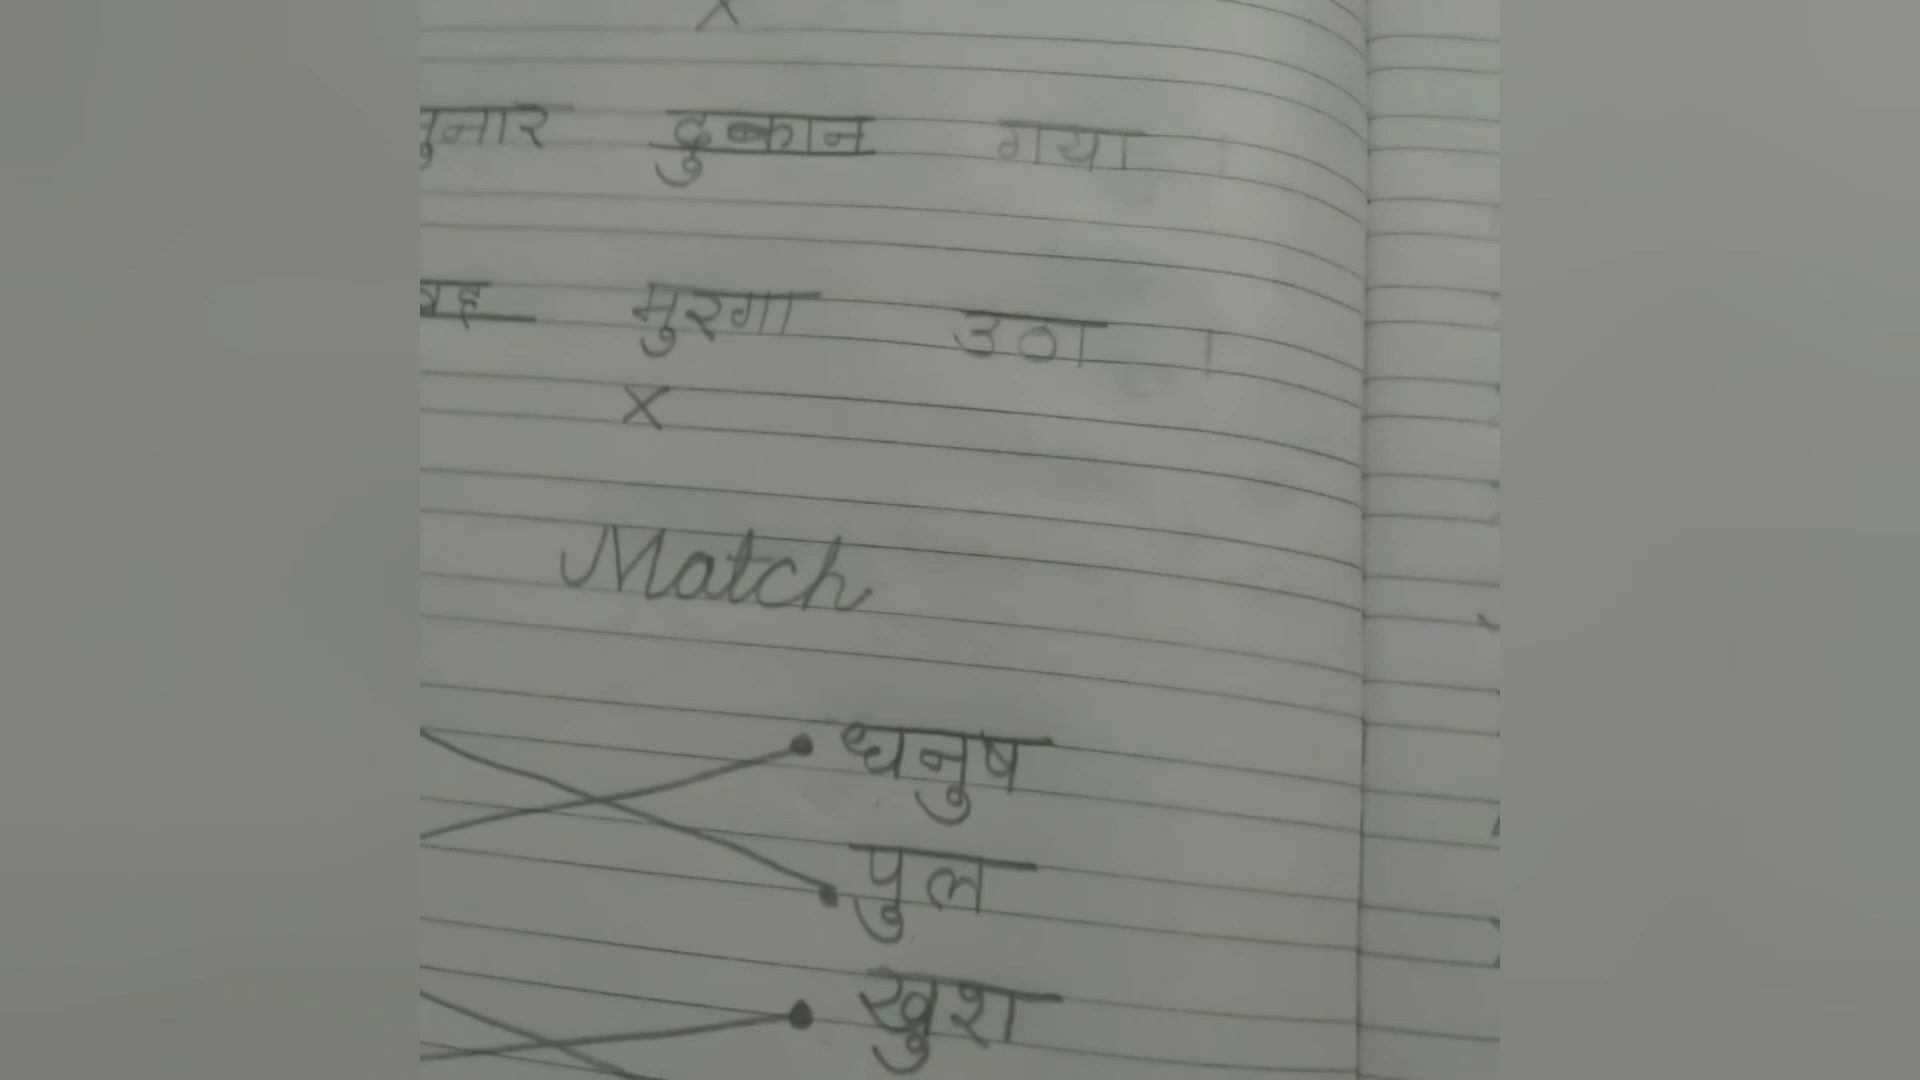 दुकान गया ।
मुरगा उठा ।
Match
धनुष
पुल
खुश